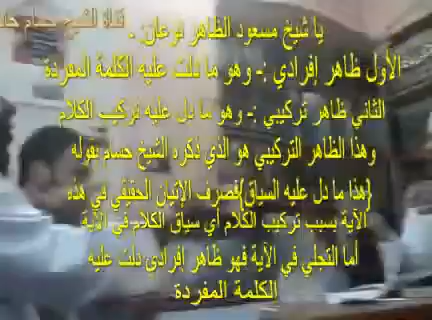 قناة الشيخ حسام
يا شيخ مسعود الظاهر نوعان: -
الأول ظاهر إفرادي :- وهو ما دلت عليه الكلمة المفردة
الثاني ظاهر تركيبي :- وهو ما دل عليه تركيب الكلام
وهذا الظاهر التركيبي هو الذي ذكره الشيخ حسام بقوله
(هذا ما دل عليه السياق)فصرف الإتيان الحقيقي في هذه
الآية بسبب تركيب الكلام أي سياق الكلام في الآية
أما التجلي في الآية فهو ظاهر افرادي دلت عليه
الكلمة المفردة